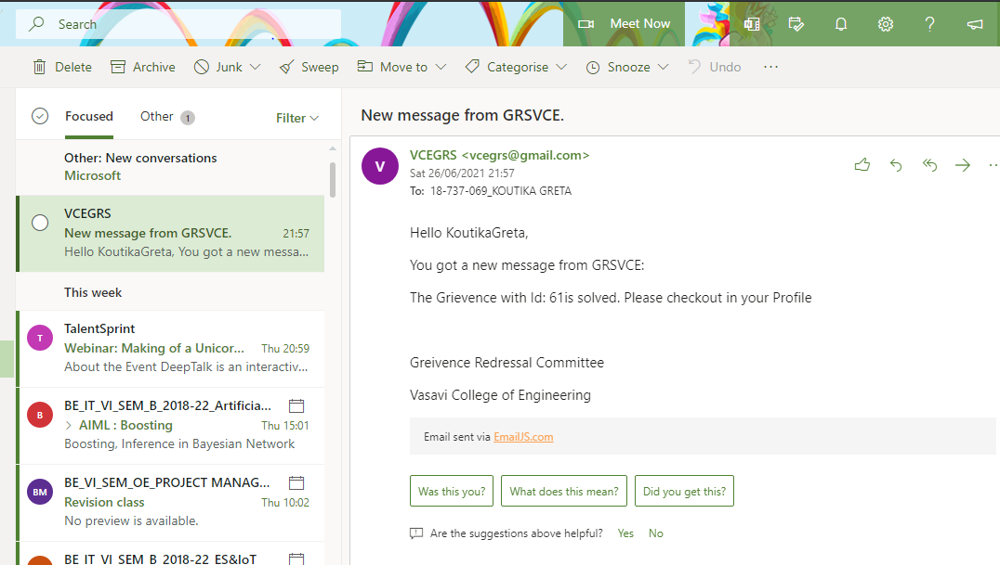 Search
Meet Now
Delete
Archive
Junk
Sweep
Move to
Categorise
Snooze
Undo
Focused
Other 1
Filter
Other: New conversations
Microsoft
VCEGRS
New message from GRSVCE. 21:57
Hello KoutikaGreta, You got a new messa...
This week
T
TalentSprint
Webinar: Making of a Unicor... Thu 20:59
About the Event DeepTalk is an interactiv...
B
BE_IT_VI_SEM_B_2018-22_Artificia...
> AIML : Boosting Thu 15:01
Boosting, Inference in Bayesian Network
BM
BE_VI_SEM_OE_PROJECT MANAG...
Revision class Thu 10:02
No preview is available.
BE_IT_VI_SEM_B_2018-22_ES&IoT
New message from GRSVCE.
V
VCEGRS <vcegrs@gmail.com>
Sat 26/06/2021 21:57
To: 18-737-069_KOUTIKA GRETA
Hello KoutikaGreta,
You got a new message from GRSVCE:
The Grievence with Id: 61is solved. Please checkout in your Profile
Greivence Redressal Committee
Vasavi College of Engineering
Email sent via EmailJS.com
Was this you?
What does this mean?
Did you get this?
Are the suggestions above helpful? Yes No